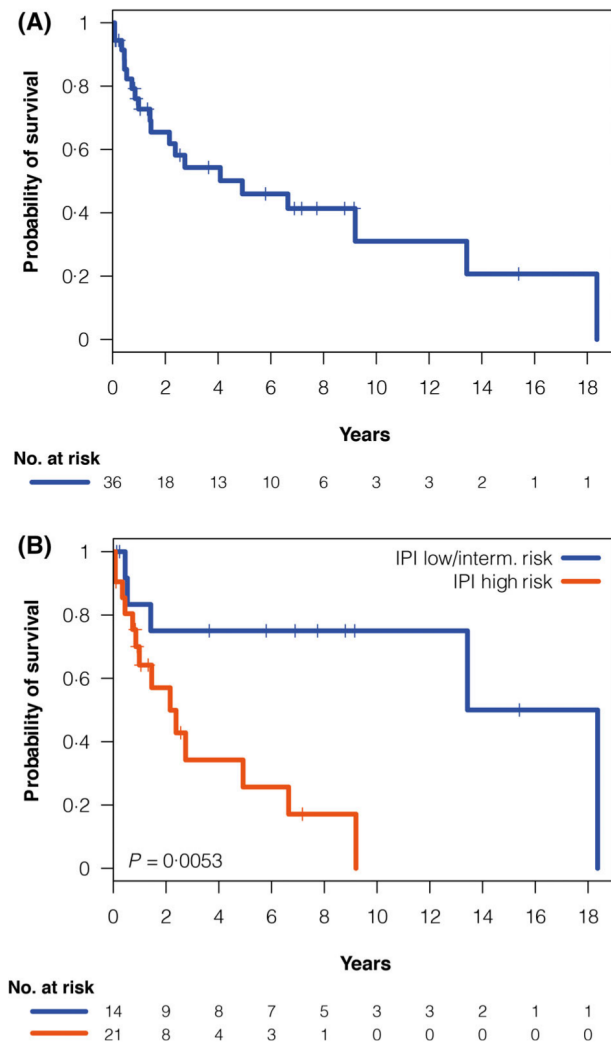 (A)
1
0·8
0·6
0·4
0·2
0
Probability of survival
0 2 4 6 8 10 12 14 16 18
Years
No. at risk
36 18 13 10 6 3 3 2 1 1
(B)
IPI low/interm. risk
IPI high risk
1
0·8
0·6
0·4
0·2
0
Probability of survival
P = 0·0053
0 2 4 6 8 10 12 14 16 18
Years
No. at risk
14 9 8 7 5 3 3 2 1 1
21 8 4 3 1 0 0 0 0 0